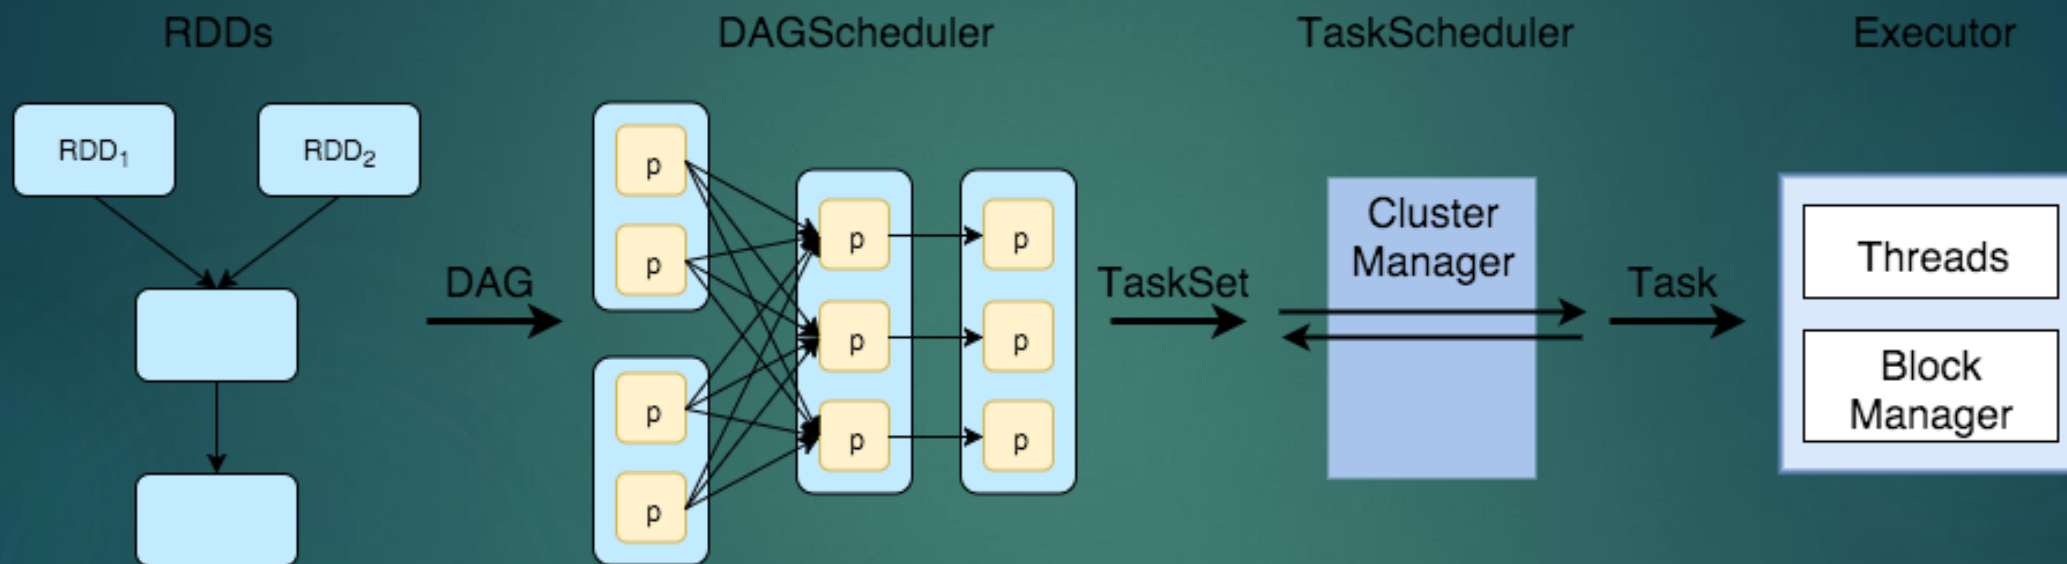 RDDs
DAGScheduler
TaskScheduler
Executor
RDD1
RDD2
DAG
p
p
p
p
p
p
p
p
p
p
TaskSet
Cluster
Manager
Task
Threads
Block
Manager